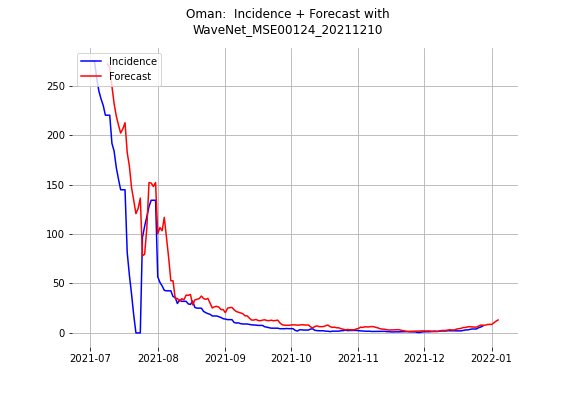 Oman:  Incidence + Forecast with
WaveNet_MSE00124_20211210
Incidence
Forecast
250
200
150
100
50
0
2021-07 2021-08 2021-09 2021-10 2021-11 2021-12 2022-01